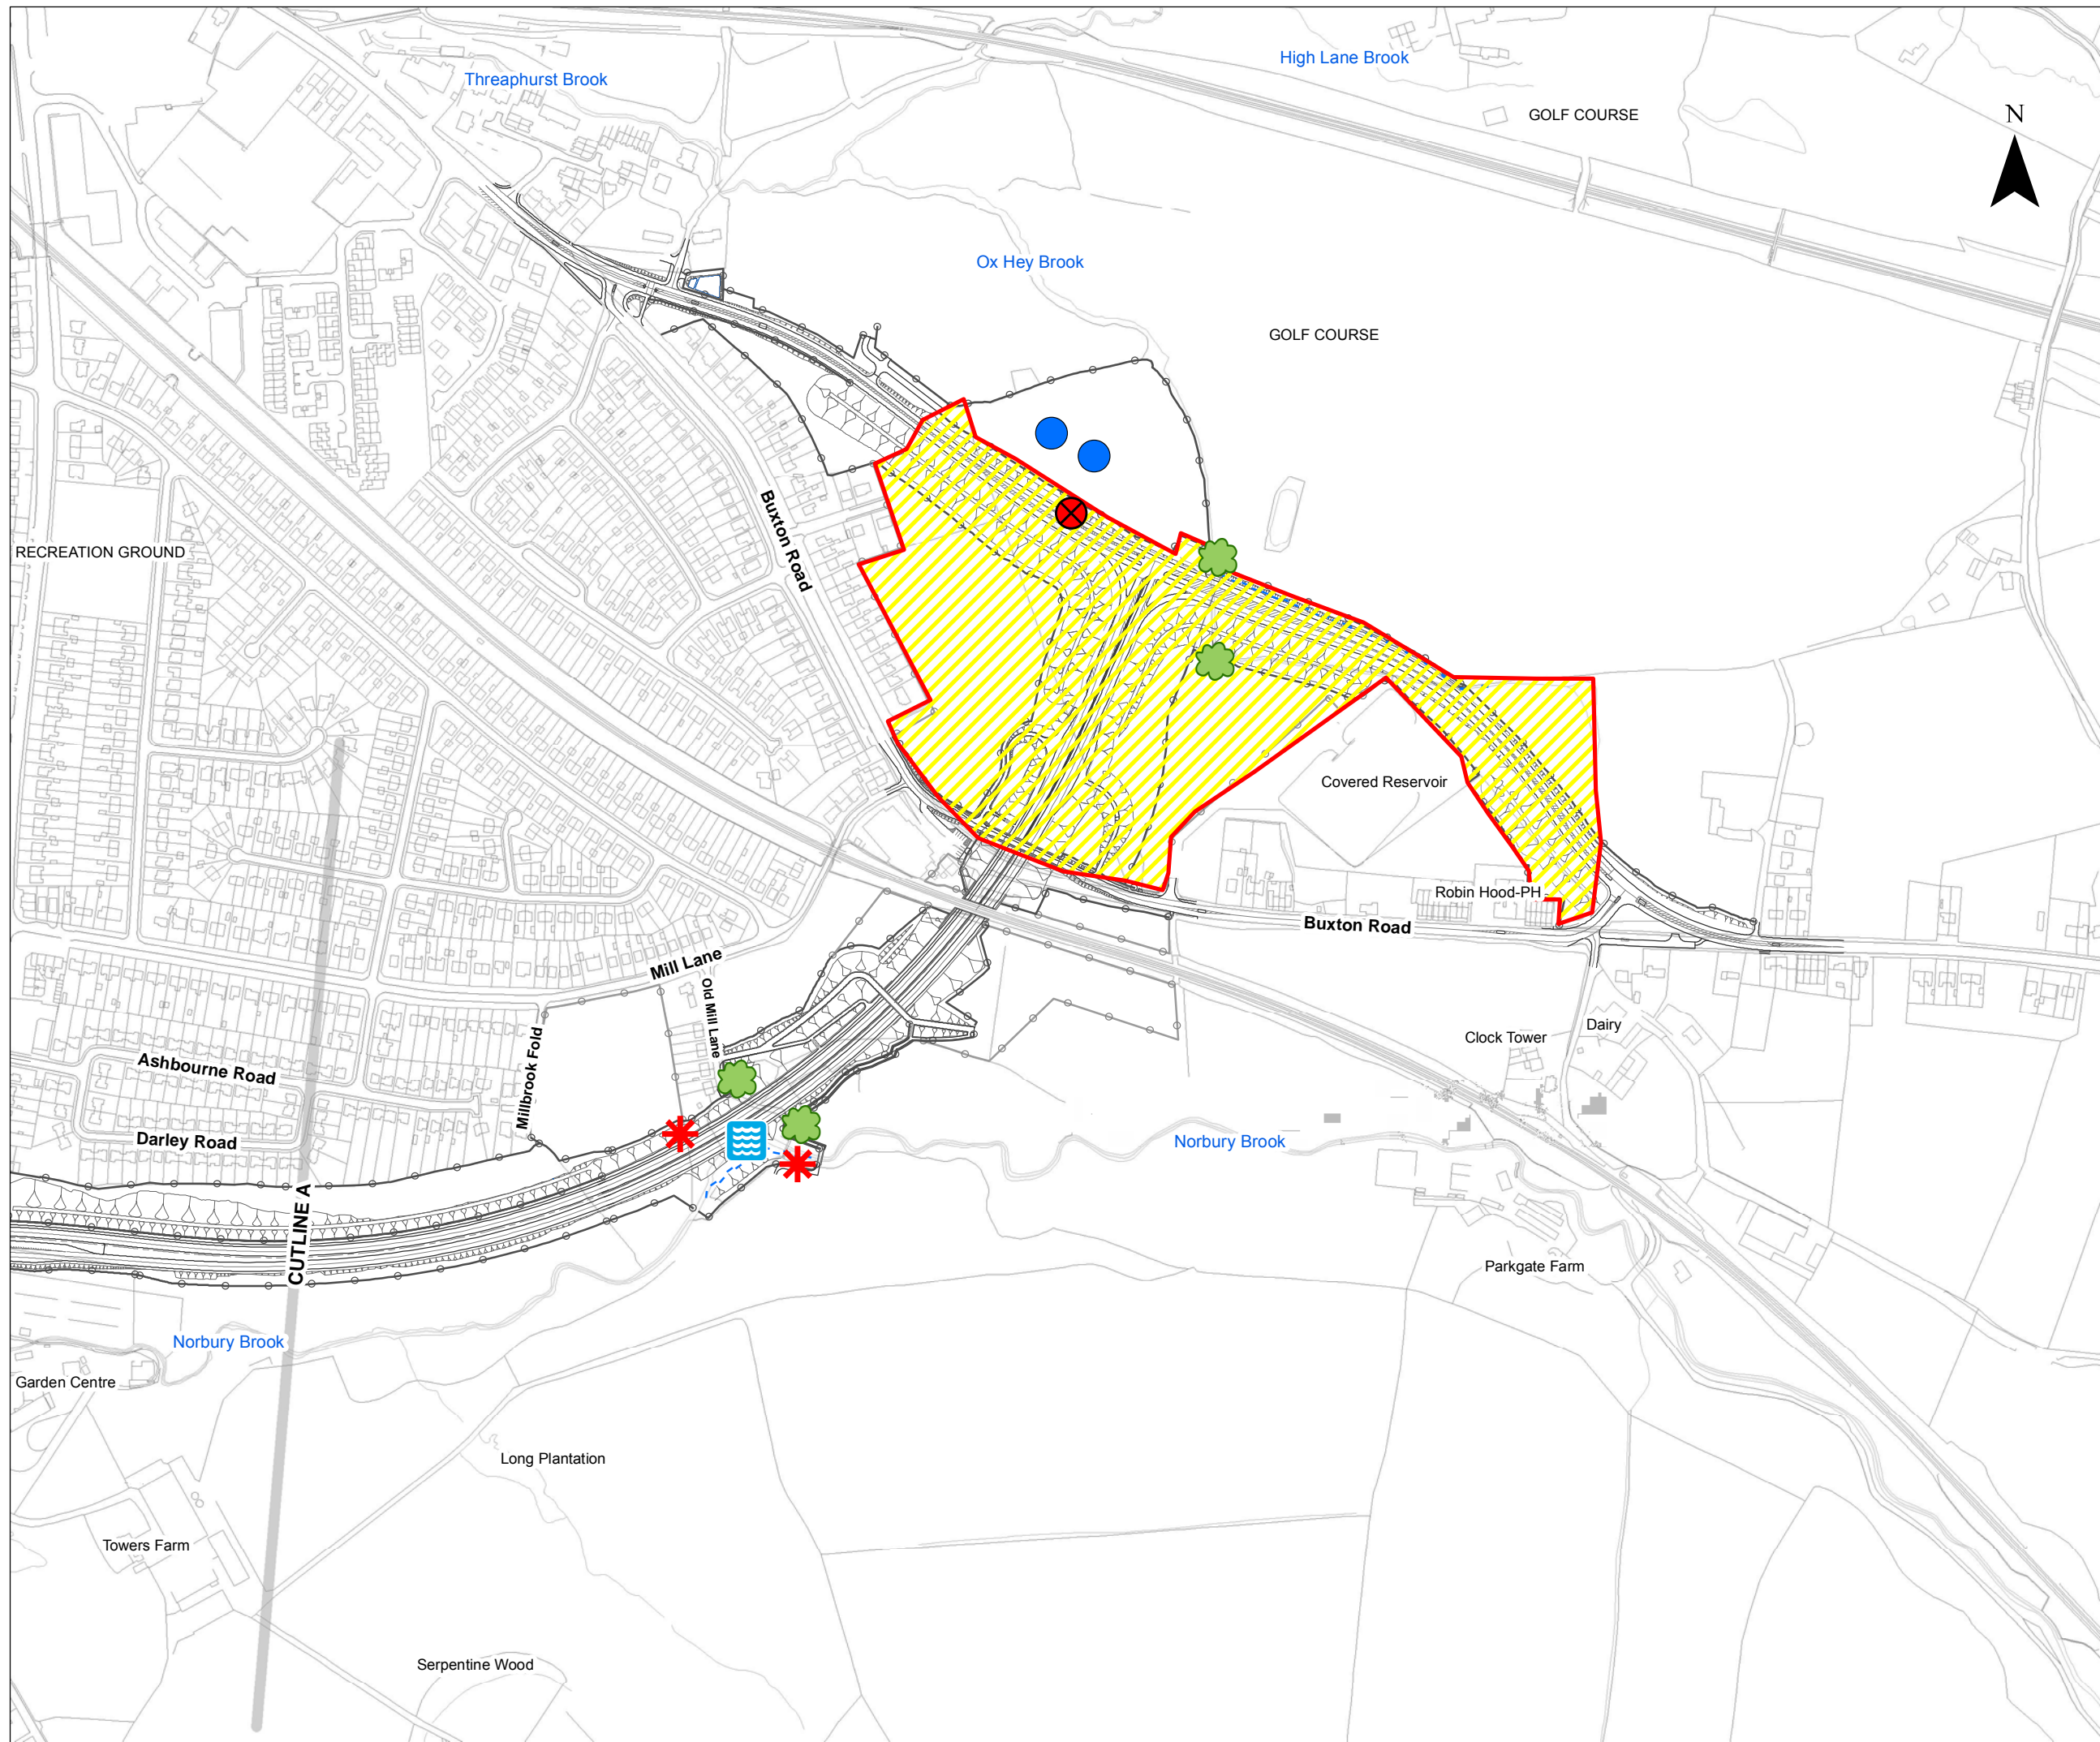 High Lane Brook
Threaphurst Brook
GOLF COURSE
N
Ox Hey Brook
GOLF COURSE
Buxton Road
RECREATION GROUND
Covered Reservoir
Robin Hood-PH
Buxton Road
Mill Lane
Old Mill Lane
Clock Tower
Dairy
Millbrook Fold
Ashbourne Road
Darley Road
Norbury Brook
CUTLINE A
Parkgate Farm
Norbury Brook
Garden Centre
Long Plantation
Towers Farm
Serpentine Wood